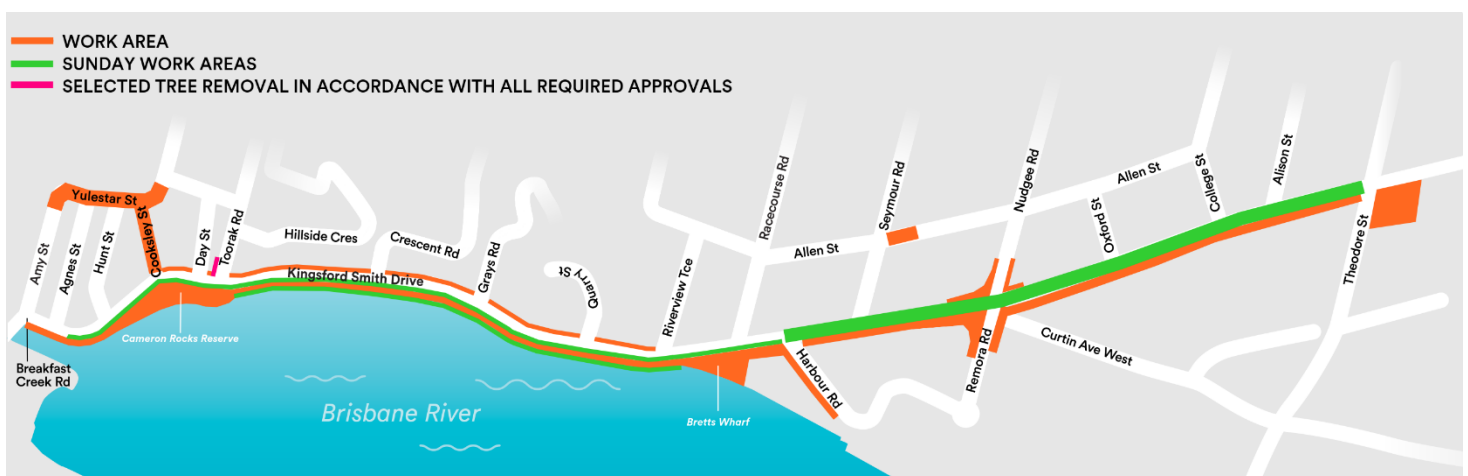 WORK AREA
SUNDAY WORK AREAS
SELECTED TREE REMOVAL IN ACCORDANCE WITH ALL REQUIRED APPROVALS
Yulestar St
Amy St
Agnes St
Hunt St
Cooksley St
Day St
Toorak Rd
Hillside Cres
Crescent Rd
Kingsford Smith Drive
Grays Rd
Quarry St
Riverview Tce
Racecourse Rd
Allen St
Seymour Rd
Nudgee Rd
Allen St
Oxford St
College St
Alison St
Theodore St
Cameron Rocks Reserve
Breakfast
Creek Rd
Brisbane River
Bretts Wharf
Harbour Rd
Remora Rd
Curtin Ave West